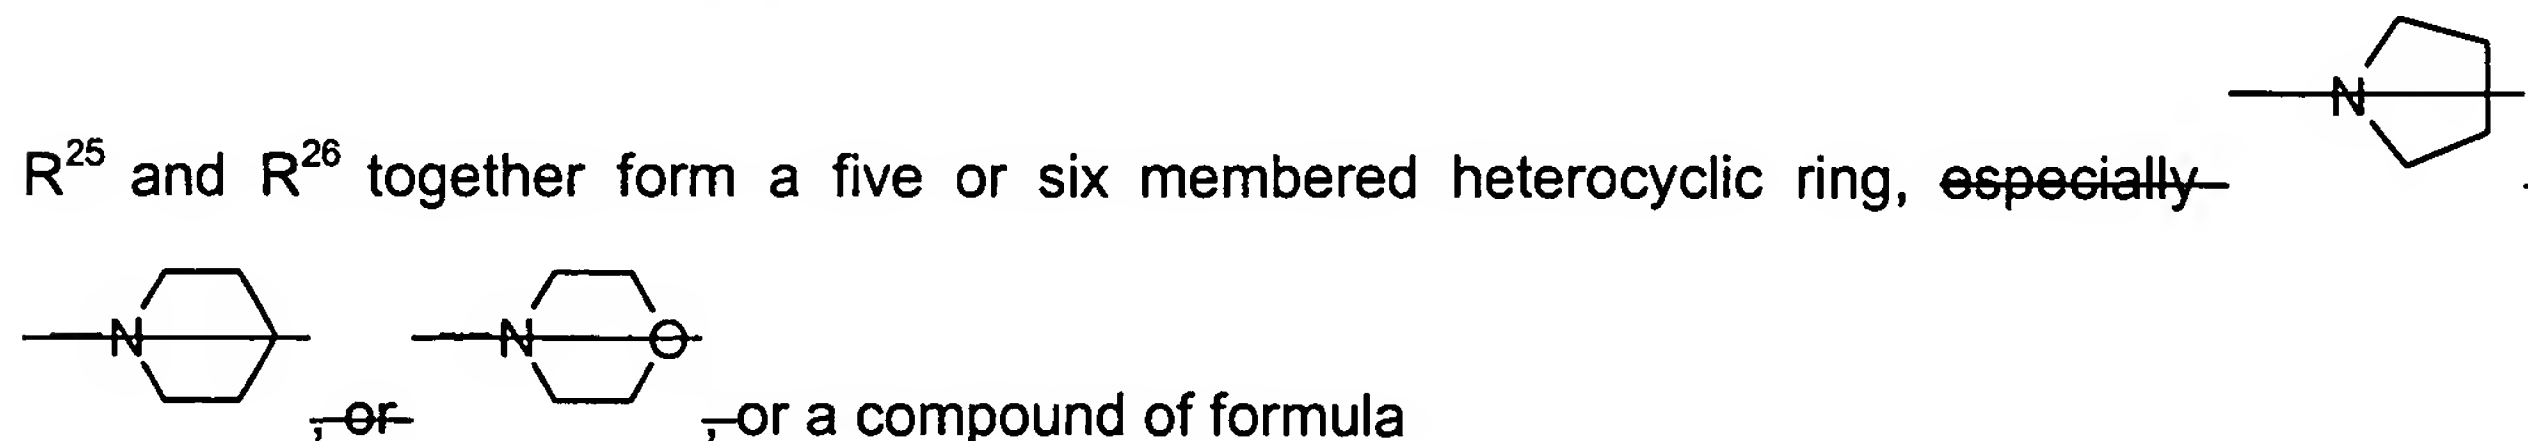 R²⁵ and R²⁶ together form a five or six membered heterocyclic ring, especially N
N , or N O , or a compound of formula